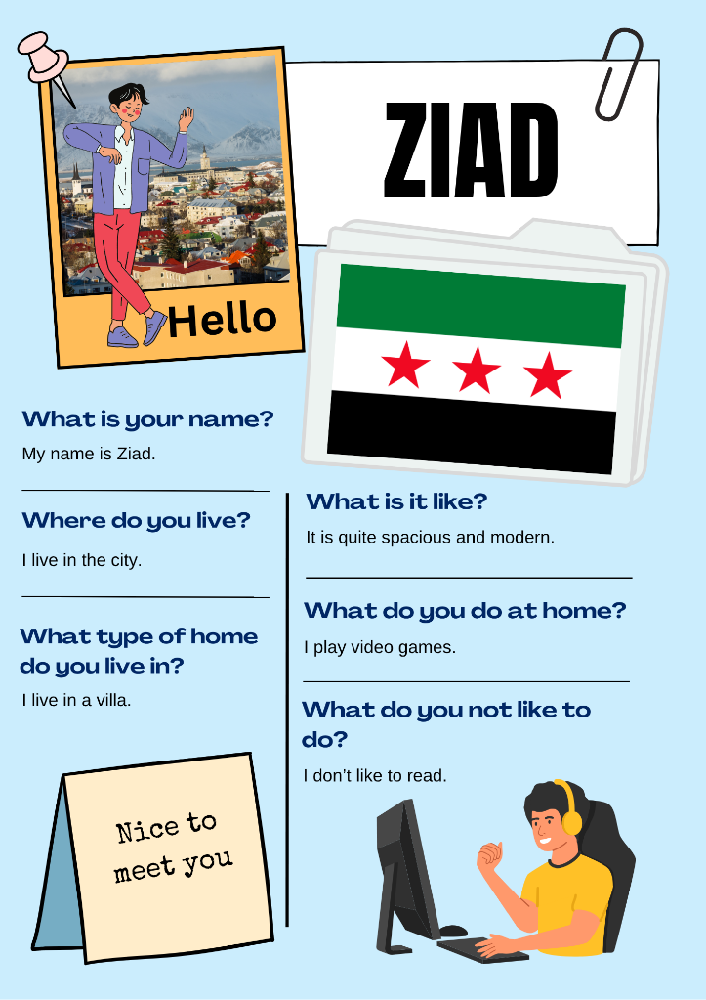 ZIAD
Hello
What is your name?
My name is Ziad.
Where do you live?
I live in the city.
What type of home
do you live in?
I live in a villa.
Nice to
meet you
What is it like?
It is quite spacious and modern.
What do you do at home?
I play video games.
What do you not like to
do?
I don’t like to read.